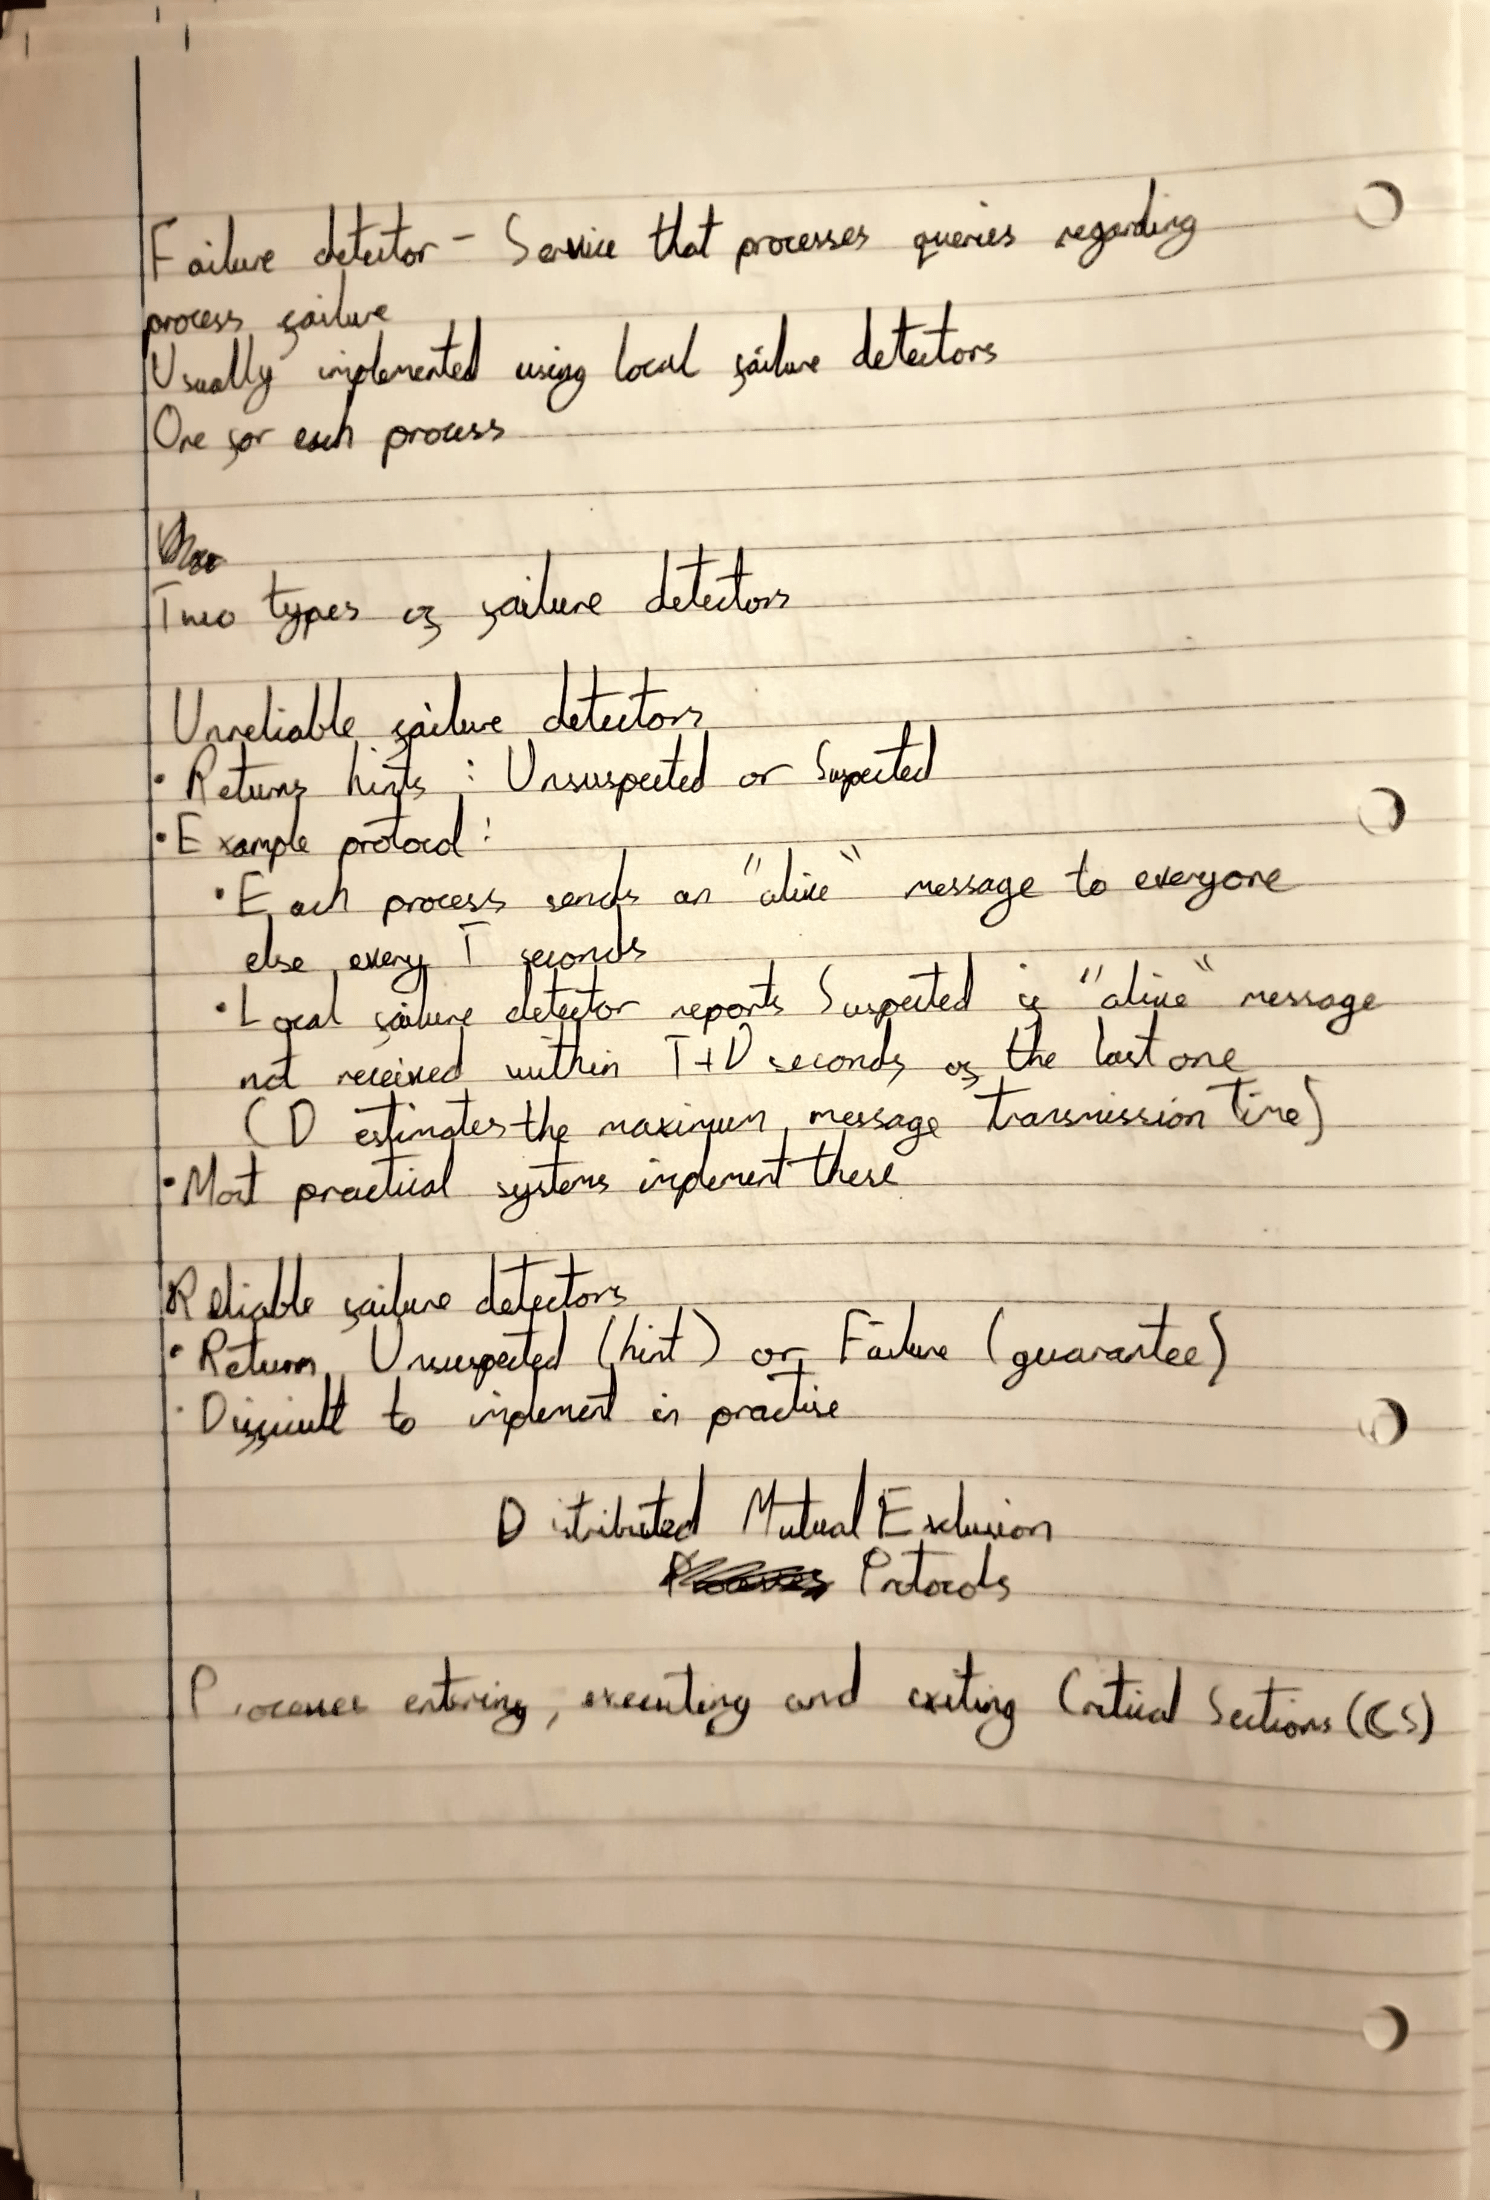 Failure detector - Service that processes queries regarding
process failure
Usually implemented using local failure detectors
One for each process
Two types of failure detectors
Unreliable failure detectors
• Returns hints : Unsuspected or Suspected
• Example protocol :
• Each process sends an "alive" message to everyone
else every T seconds
• Local failure detector reports Suspected if "alive" message
not received within T+D seconds of the last one
(D estimates the maximum message transmission time)
• Most practical systems implement these
Reliable failure detectors
• Return Unsuspected (hint) or Failure (guarantee)
• Difficult to implement in practise
Distributed Mutual Exclusion
Protocols
Processes entering, executing and exiting Critical Sections (CS)